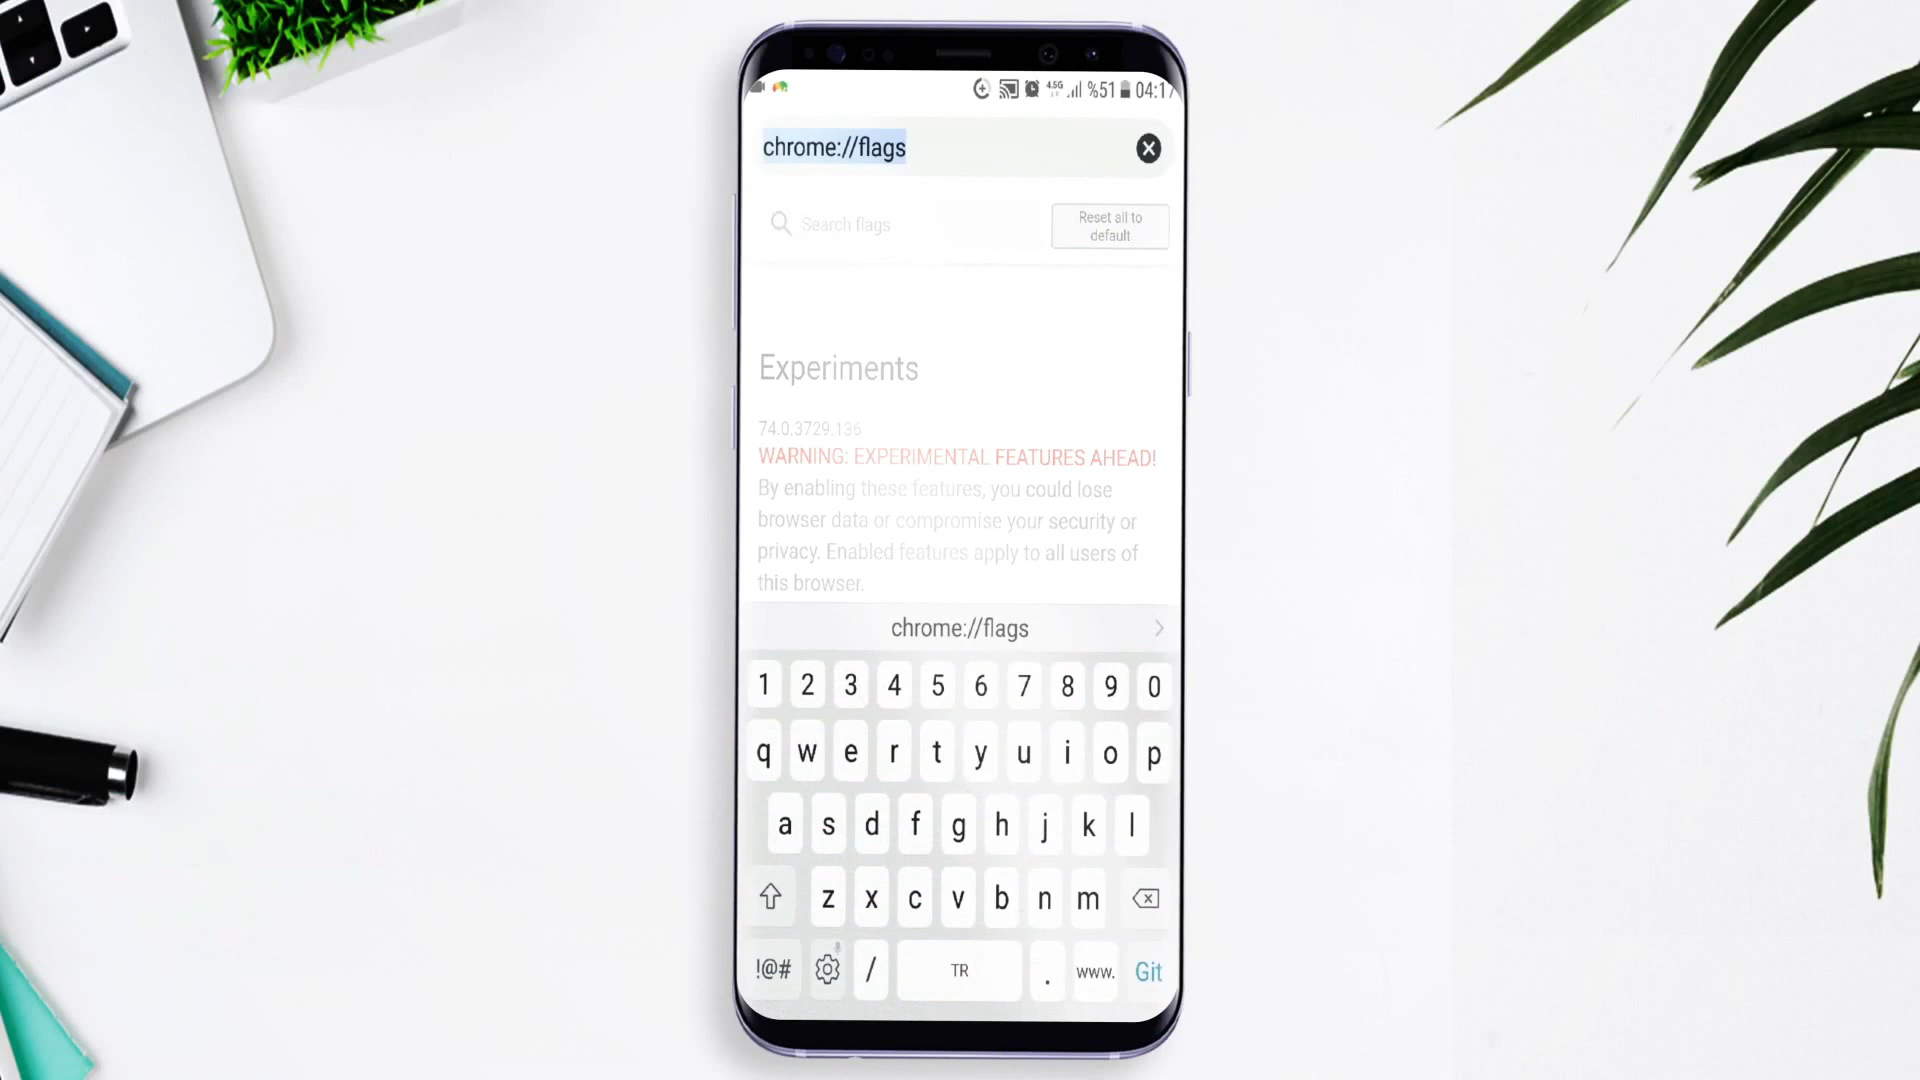 4.5G %51 04:17
chrome://flags
Search flags
Reset all to
default
Experiments
74.0.3729.136
WARNING: EXPERIMENTAL FEATURES AHEAD!
By enabling these features, you could lose
browser data or compromise your security or
privacy. Enabled features apply to all users of
this browser.
chrome://flags
1 2 3 4 5 6 7 8 9 0
q w e r t y u i o p
a s d f g h j k l
z x c v b n m
!@# / TR . www. Git